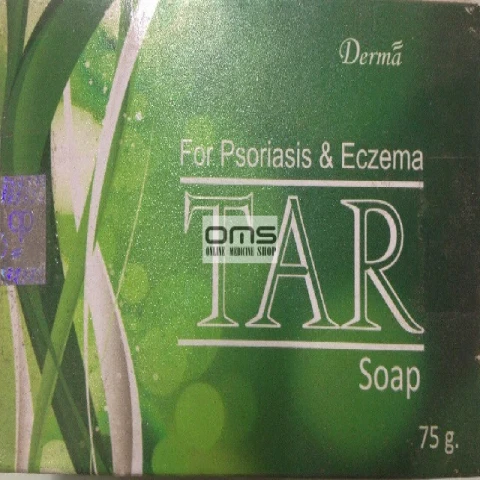 Derma
For Psoriasis & Eczema
TAR
oms
ONLINE MEDICINE SHOP
Soap
75 g.